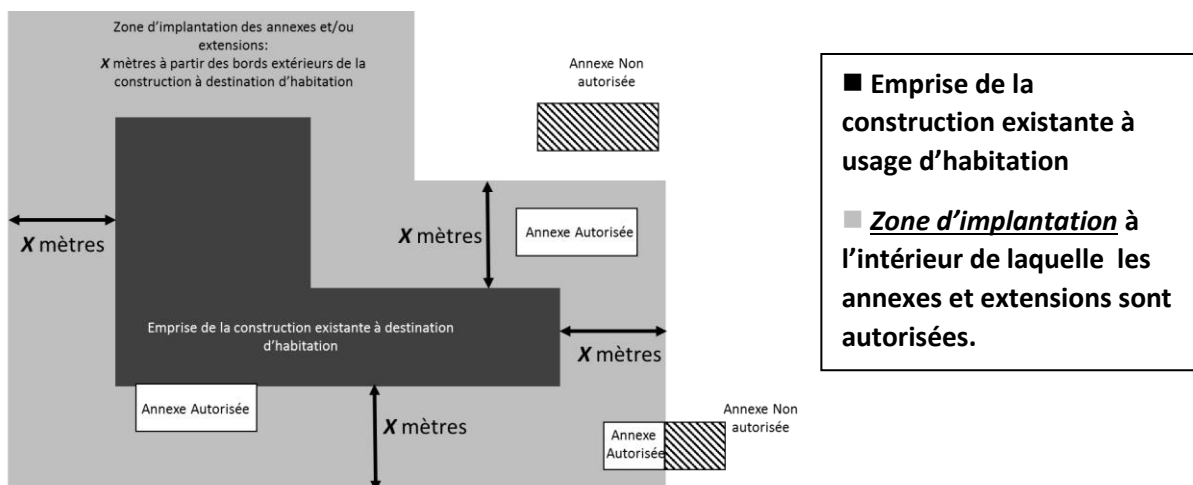 Zone d’implantation des annexes et/ou
extensions:
X mètres à partir des bords extérieurs de la
construction à destination d’habitation
Annexe Non
autorisée
X mètres
X mètres
Annexe Autorisée
Emprise de la construction existante à destination
d’habitation
X mètres
Annexe Autorisée
X mètres
Annexe
Autorisée
Annexe Non
autorisée
■ Emprise de la
construction existante à
usage d’habitation
■ Zone d’implantation à
l’intérieur de laquelle les
annexes et extensions sont
autorisées.